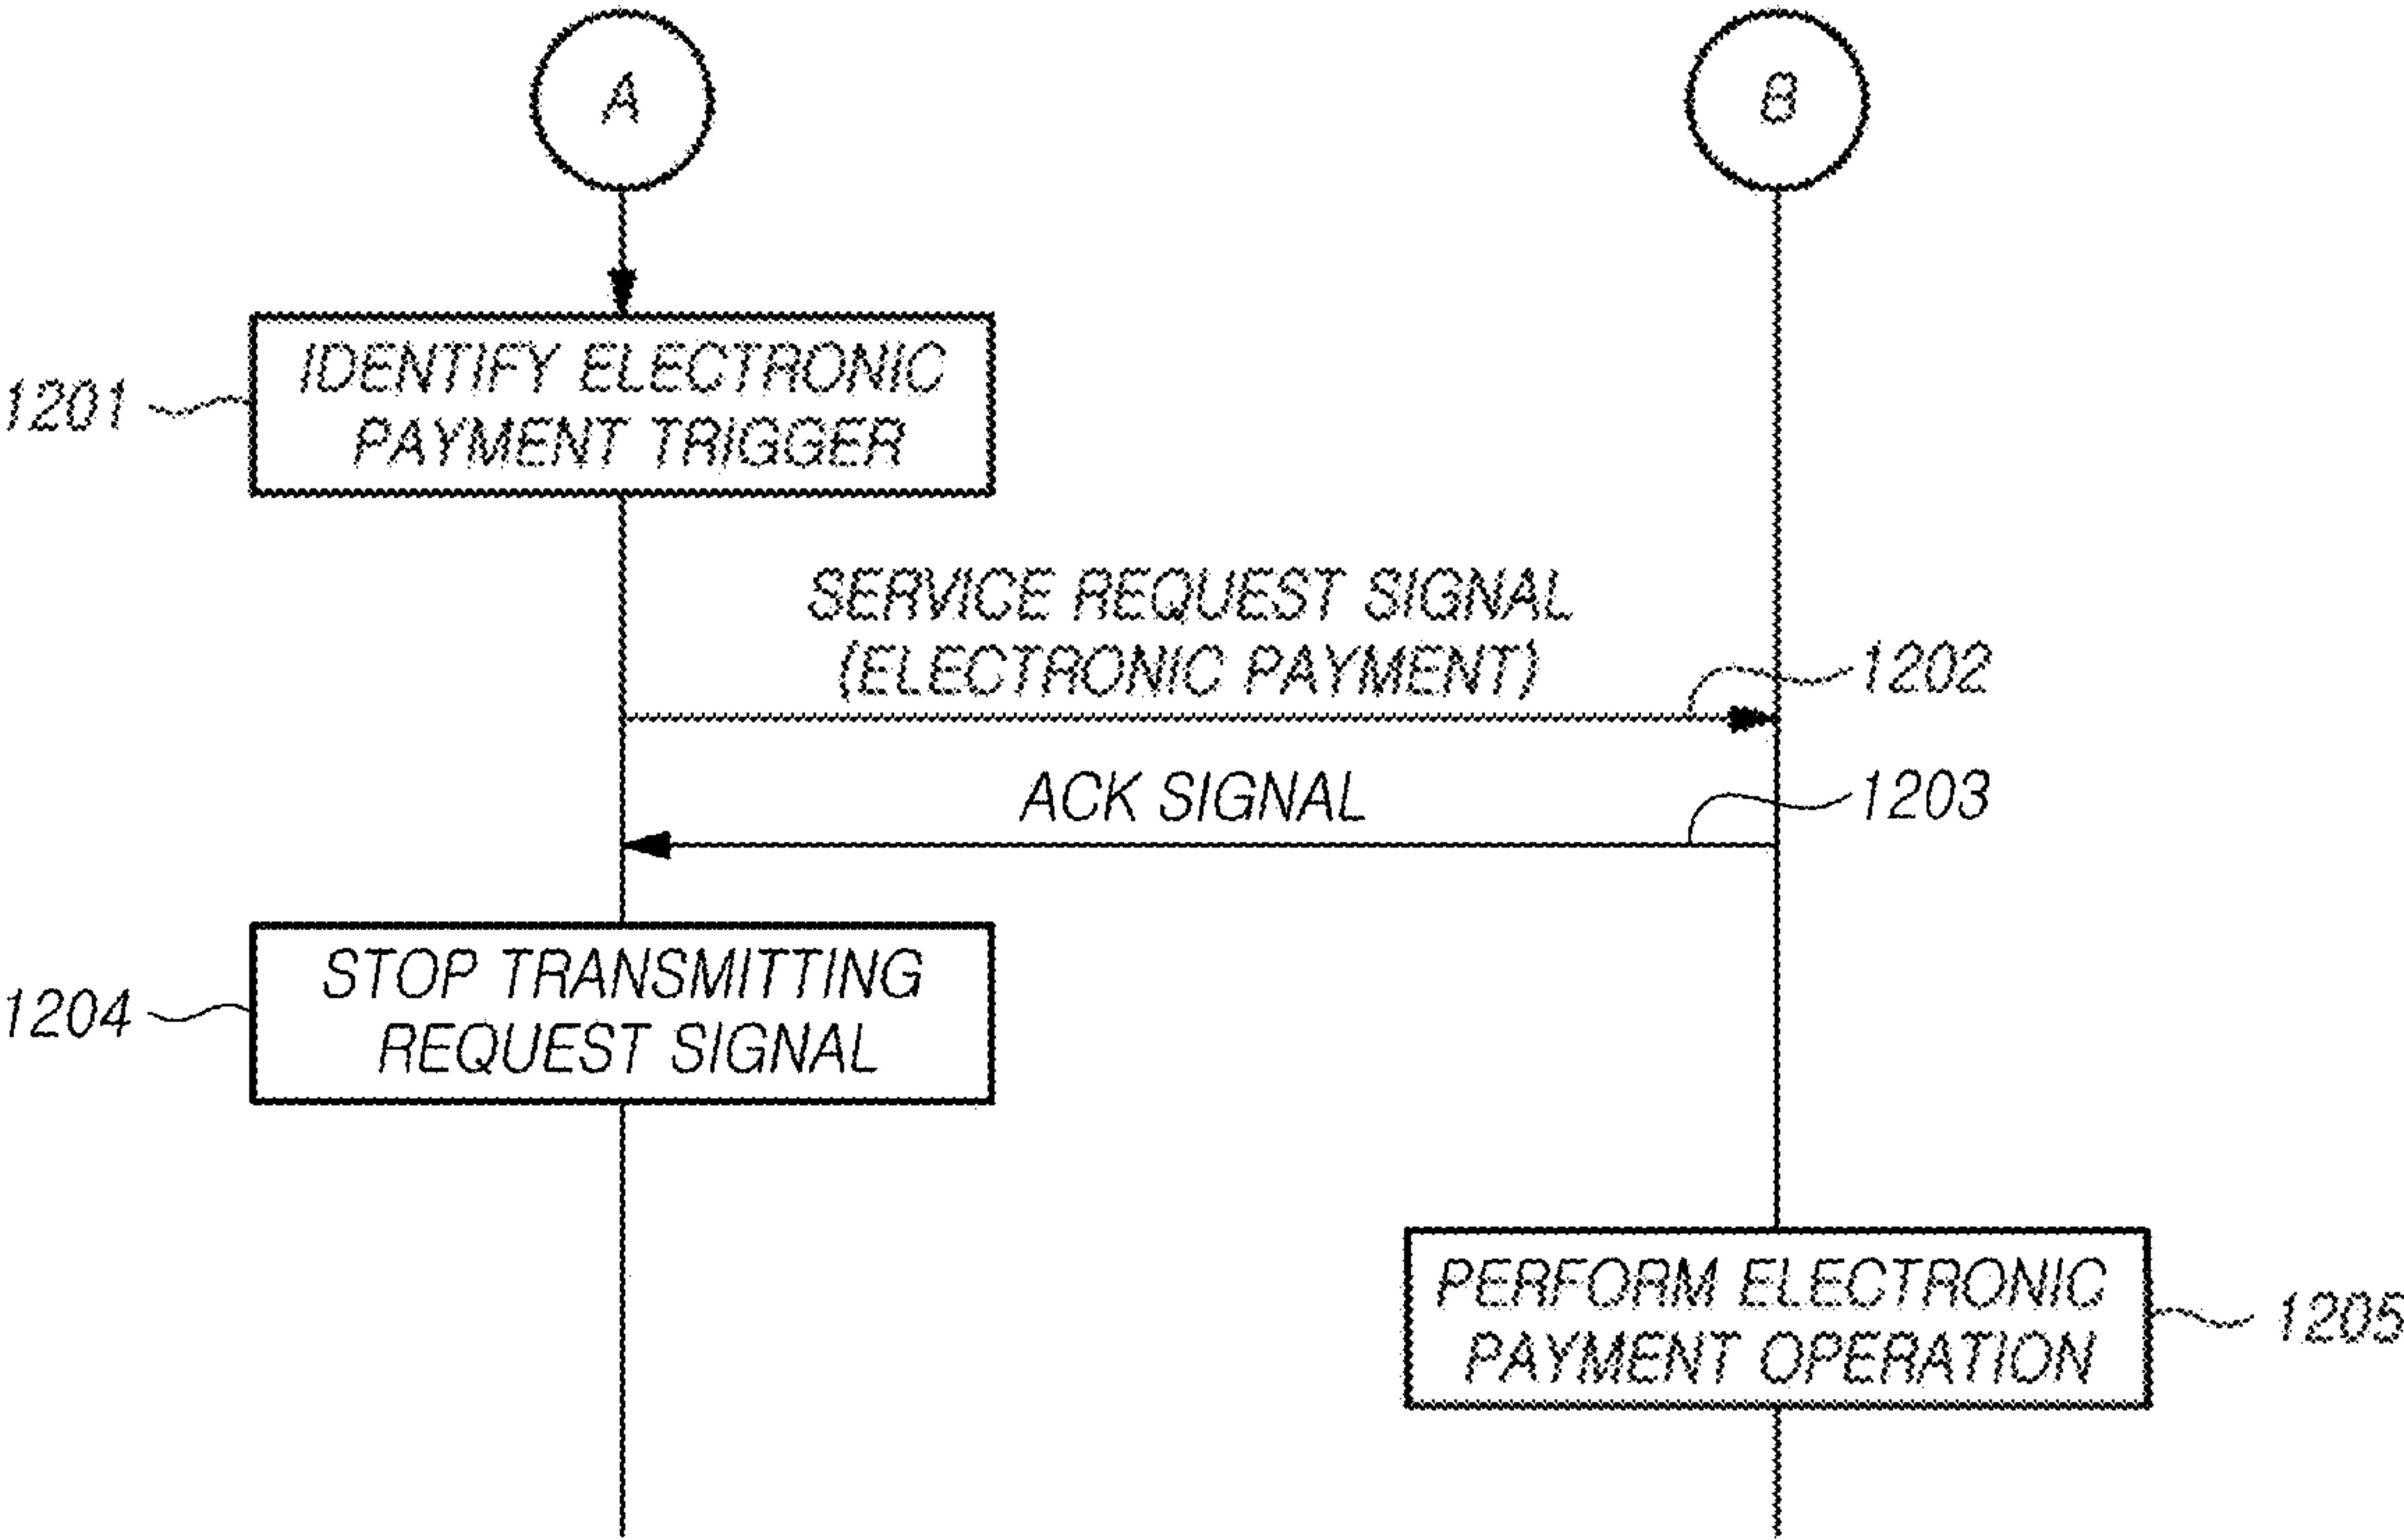 A
B
1201
IDENTIFY ELECTRONIC
PAYMENT TRIGGER
SERVICE REQUEST SIGNAL
(ELECTRONIC PAYMENT)
1202
ACK SIGNAL
1203
1204
STOP TRANSMITTING
REQUEST SIGNAL
PERFORM ELECTRONIC
PAYMENT OPERATION
1205